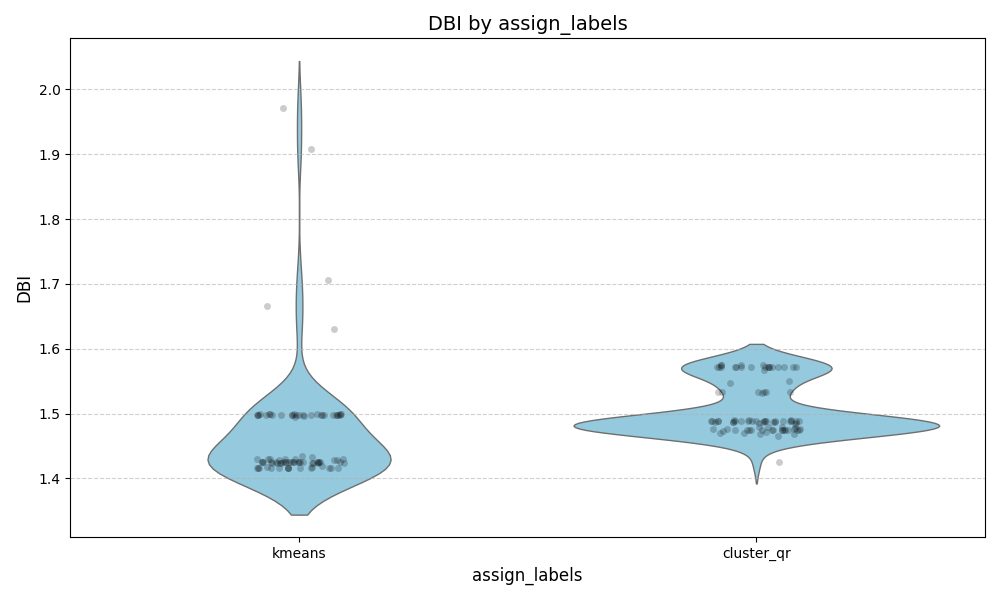 DBI by assign_labels
2.0
1.9
1.8
1.7
1.6
1.5
1.4
DBI
kmeans
cluster_qr
assign_labels